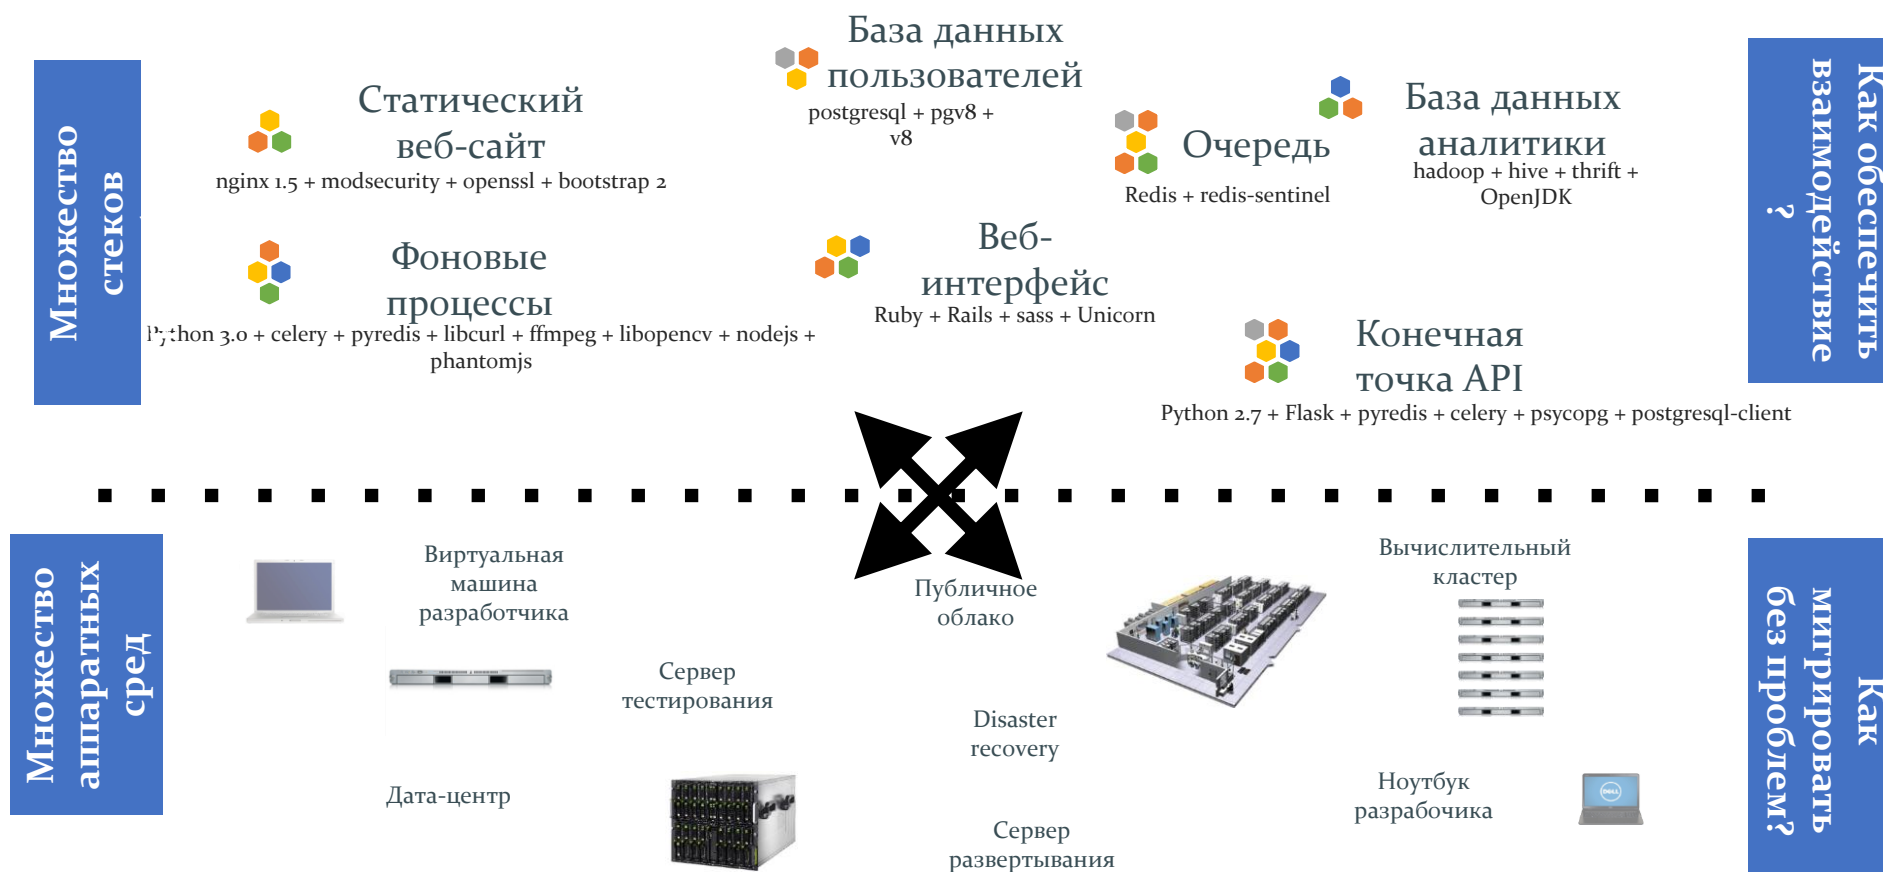 Множество
стеков
Статический
веб-сайт
nginx 1.5 + modsecurity + openssl + bootstrap 2
База данных
пользователей
postgresql + pgv8 +
v8
Очередь
Redis + redis-sentinel
База данных
аналитики
hadoop + hive + thrift +
OpenJDK
Как обеспечить
взаимодействие
?
Фоновые
процессы
Python 3.0 + celery + pyredis + libcurl + ffmpeg + libopencv + nodejs +
phantomjs
Веб-
интерфейс
Ruby + Rails + sass + Unicorn
Конечная
точка API
Python 2.7 + Flask + pyredis + celery + psycopg + postgresql-client
Множество
аппаратных
сред
Виртуальная
машина
разработчика
Сервер
тестирования
Дата-центр
Публичное
облако
Disaster
recovery
Сервер
развертывания
Вычислительный
кластер
Ноутбук
разрабочика
DELL
Как
мигрировать
без проблем?